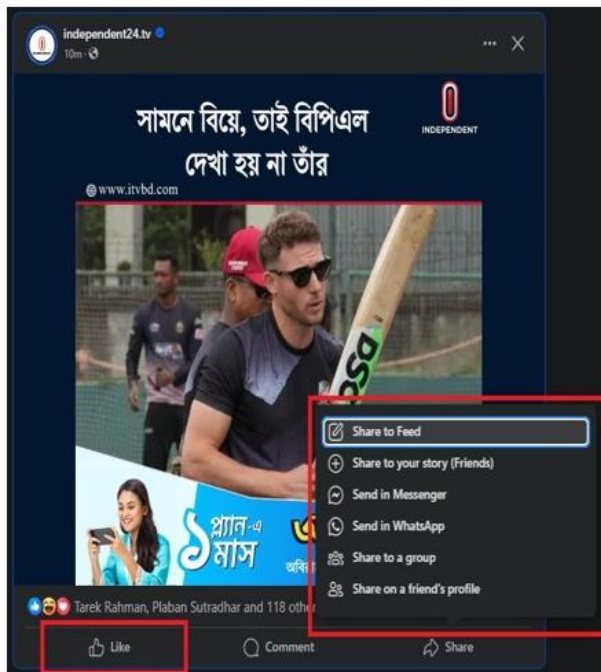 independent24.tv
10m
সামনে বিয়ে, তাই বিপিএল
দেখা হয় না তাঁর
INDEPENDENT
www.itvbd.com
DSC
১ প্ল্যান-এ
মাস
Share to Feed
Share to your story (Friends)
Send in Messenger
Send in WhatsApp
Share to a group
Share on a friend's profile
Tarek Rahman, Plaban Sutradhar and 118
Like
Comment
Share